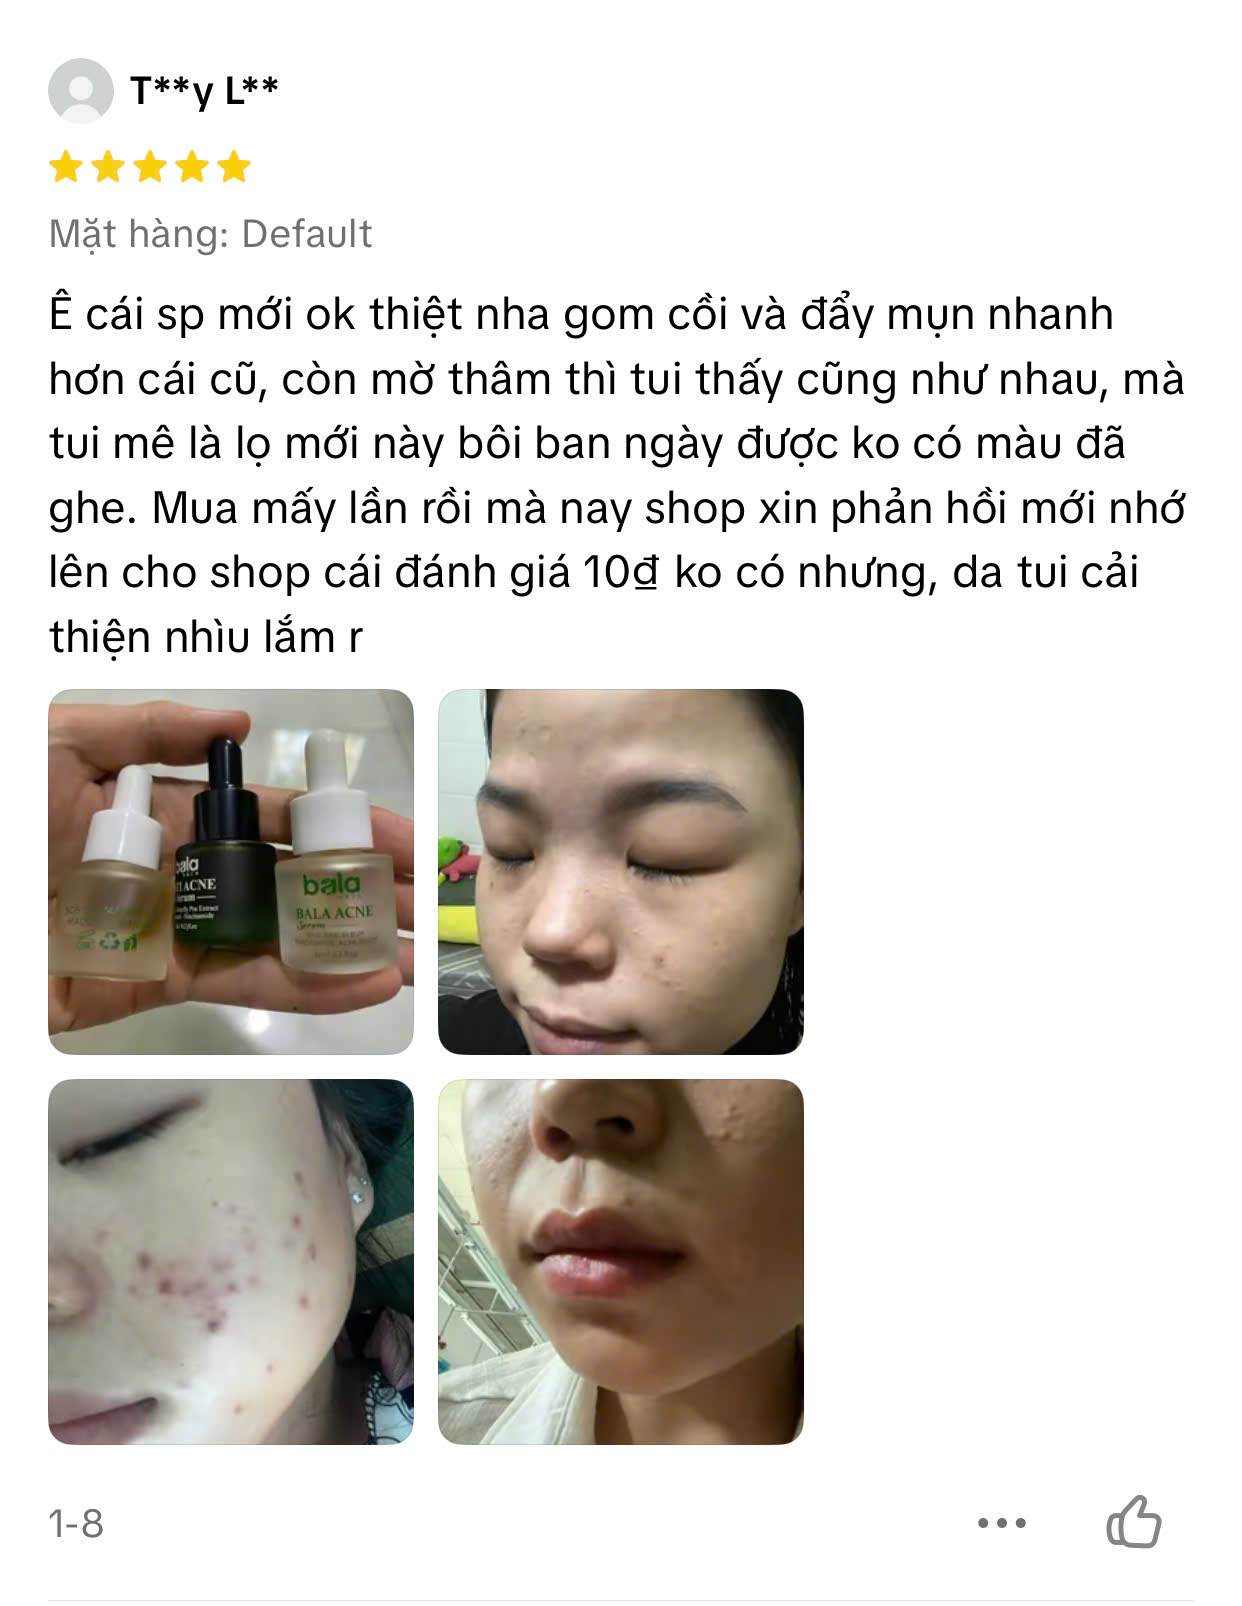 T**y L**
Mặt hàng: Default
Ê cái sp mới ok thiệt nha gom cồi và đẩy mụn nhanh
hơn cái cũ, còn mờ thâm thì tui thấy cũng như nhau, mà
tui mê là lọ mới này bôi ban ngày được ko có màu đã
ghe. Mua mấy lần rồi mà nay shop xin phản hồi mới nhớ
lên cho shop cái đánh giá 10₫ ko có nhưng, da tui cải
thiện nhìu lắm r
bala
ACNE
Serum
bala
BALA ACNE
Serum
1-8